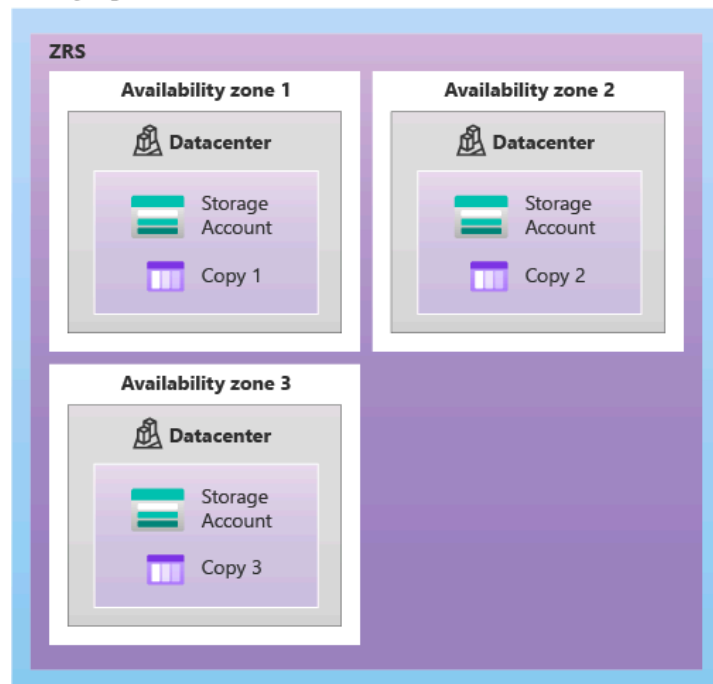 ZRS
Availability zone 1
Datacenter
Storage
Account
Copy 1
Availability zone 2
Datacenter
Storage
Account
Copy 2
Availability zone 3
Datacenter
Storage
Account
Copy 3